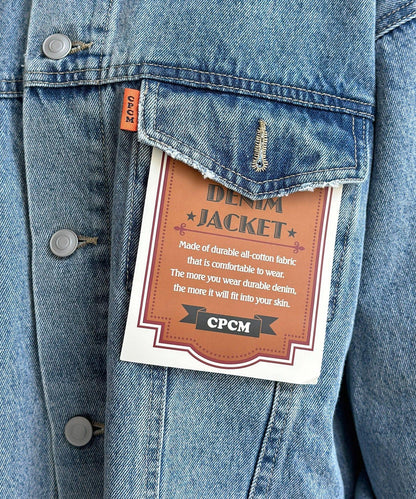 CPCM
DENIM
★ JACKET ★
Made of durable all-cotton fabric
that is comfortable to wear.
The more you wear durable denim,
the more it will fit into your skin.
CPCM